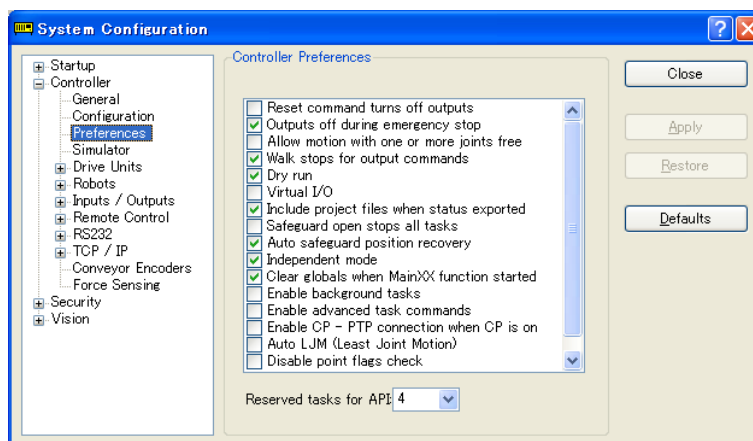 System Configuration
Startup
Controller
General
Configuration
Preferences
Simulator
Drive Units
Robots
Inputs / Outputs
Remote Control
RS232
TCP / IP
Conveyor Encoders
Force Sensing
Security
Vision
Controller Preferences
Reset command turns off outputs
Outputs off during emergency stop
Allow motion with one or more joints free
Walk stops for output commands
Dry run
Virtual I/O
Include project files when status exported
Safeguard open stops all tasks
Auto safeguard position recovery
Independent mode
Clear globals when MainXX function started
Enable background tasks
Enable advanced task commands
Enable CP - PTP connection when CP is on
Auto LJM (Least Joint Motion)
Disable point flags check
Reserved tasks for API: 4
Close
Apply
Restore
Defaults